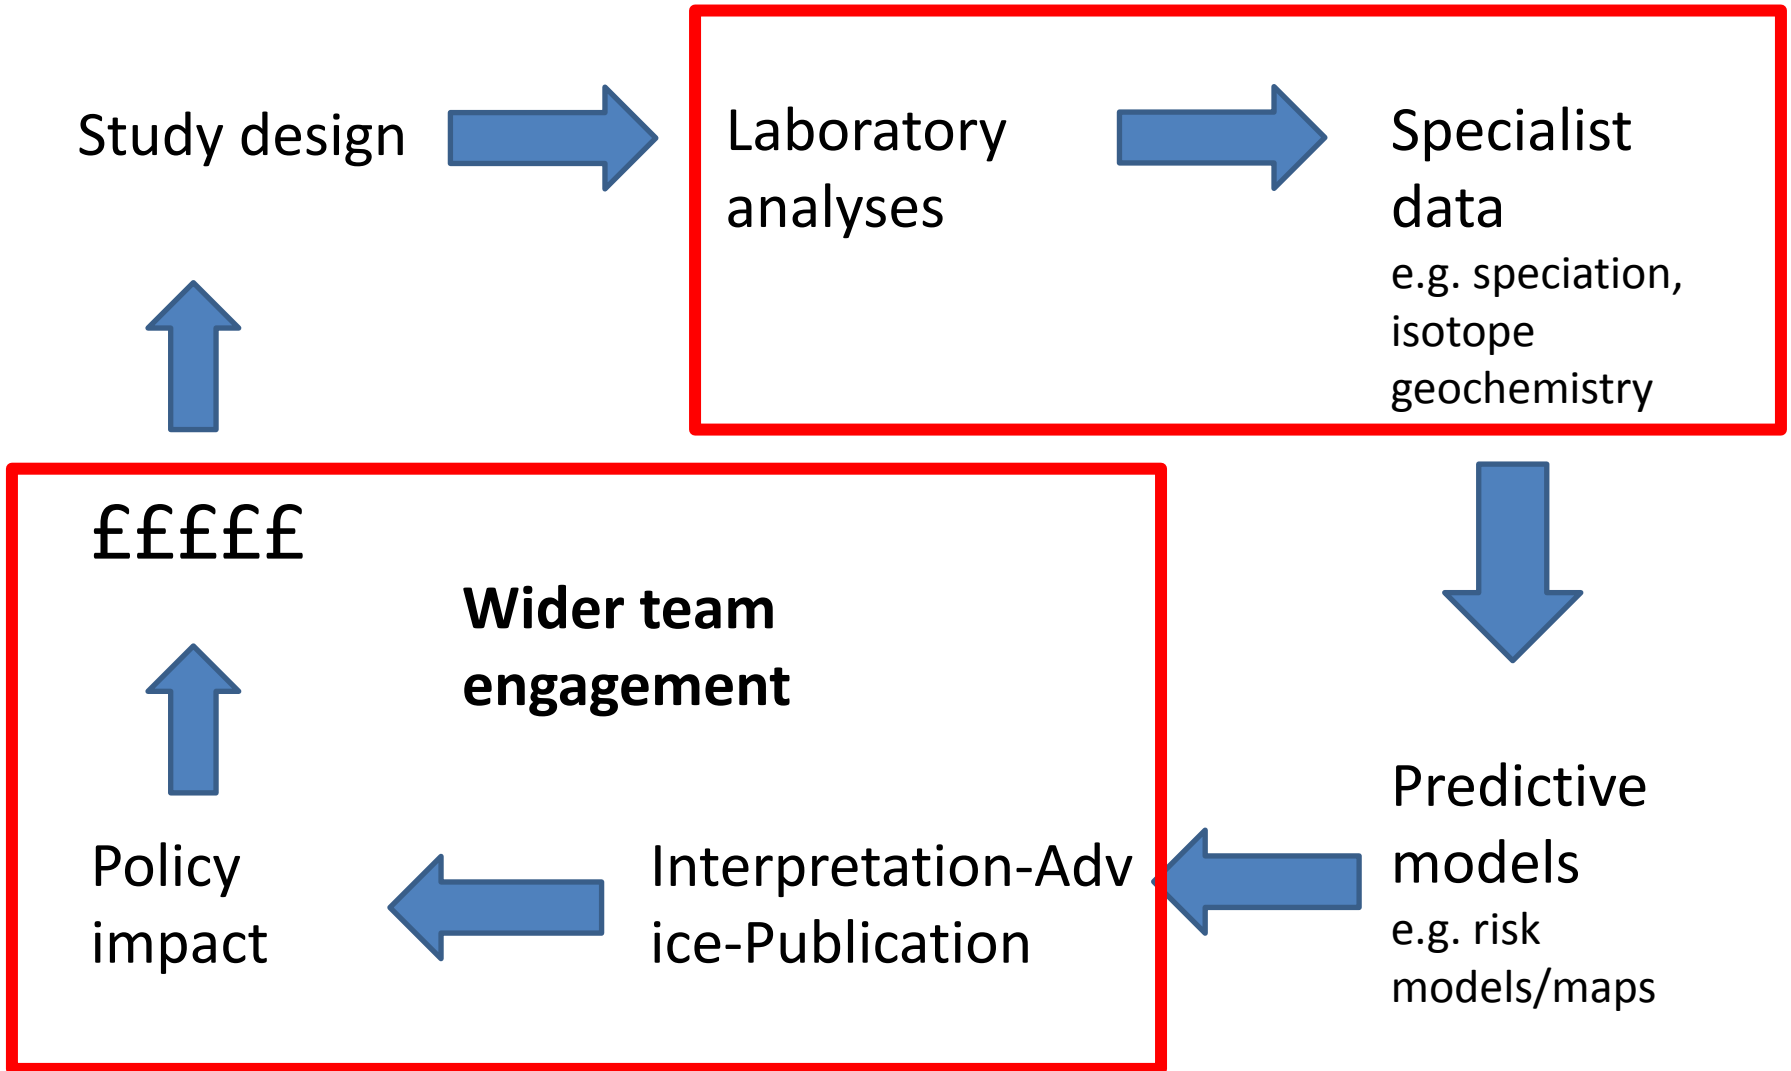 Study design
Laboratory
analyses
Specialist
data
e.g. speciation,
isotope
geochemistry
£££££
Wider team
engagement
Predictive
models
e.g. risk
models/maps
Interpretation-Adv
ice-Publication
Policy
impact